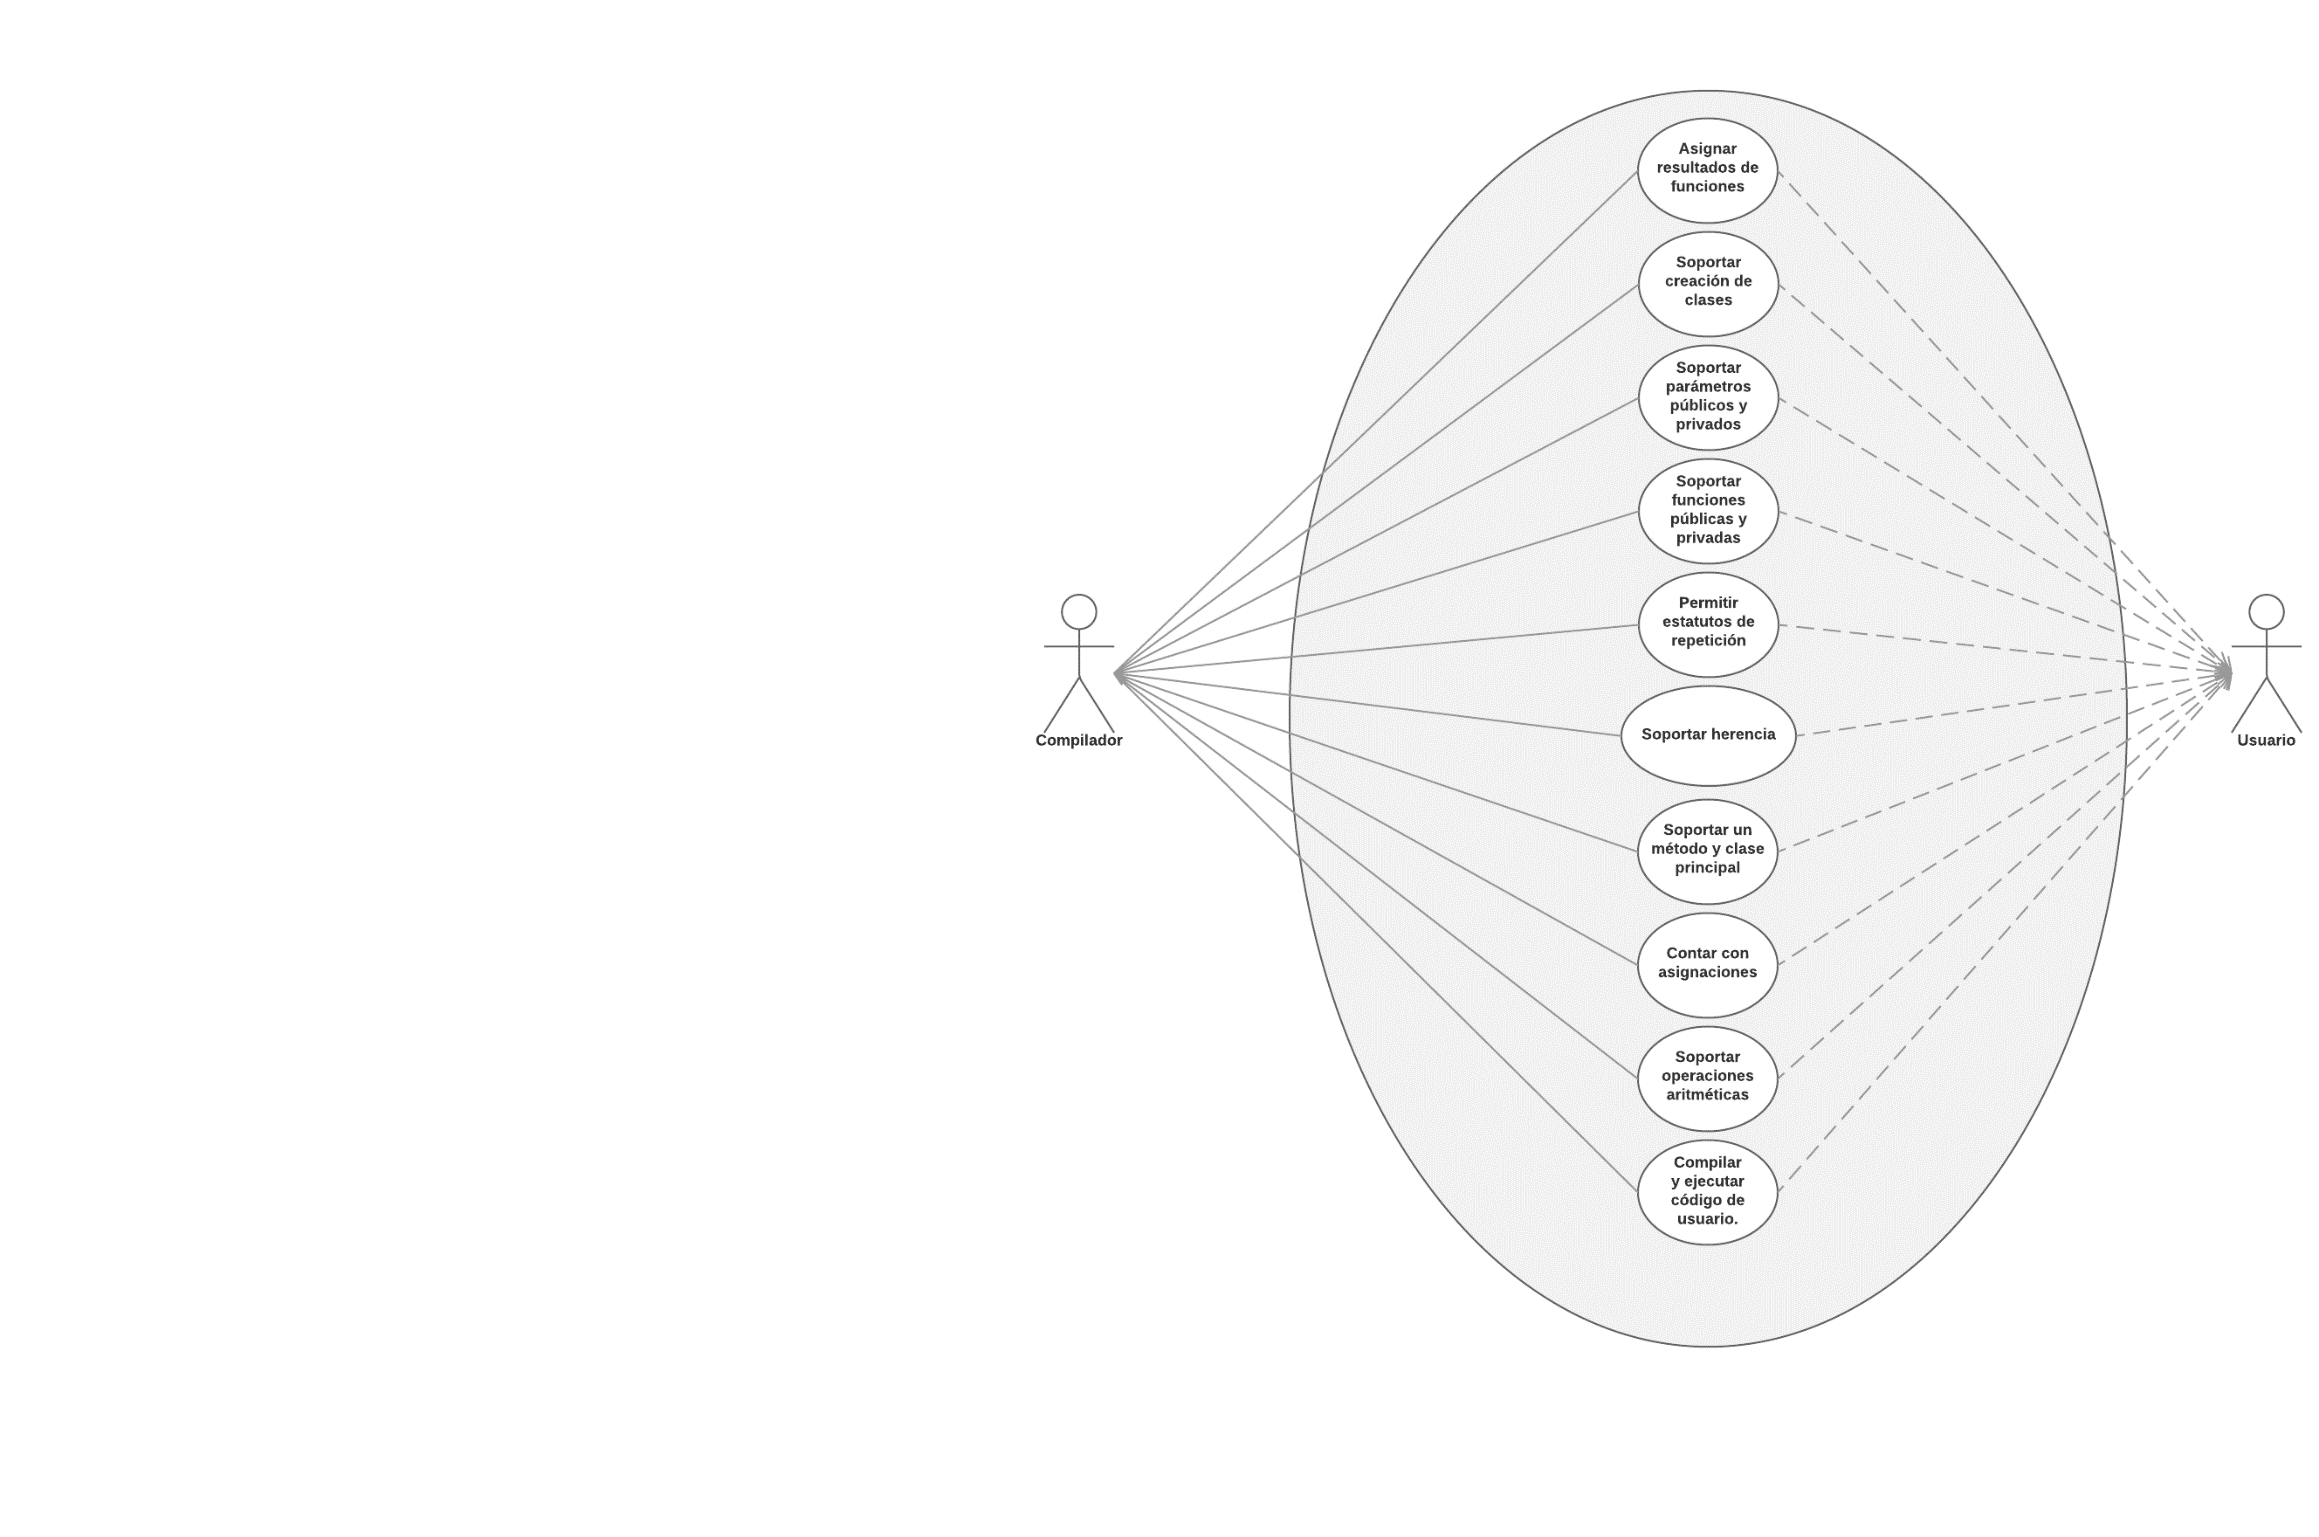 Asignar
resultados de
funciones
Soportar
creación de
clases
Soportar
parámetros
públicos y
privados
Soportar
funciones
públicas y
privadas
Permitir
estatutos de
repetición
Soportar herencia
Compilador
Usuario
Soportar un
método y clase
principal
Contar con
asignaciones
Soportar
operaciones
aritméticas
Compilar
y ejecutar
código de
usuario.